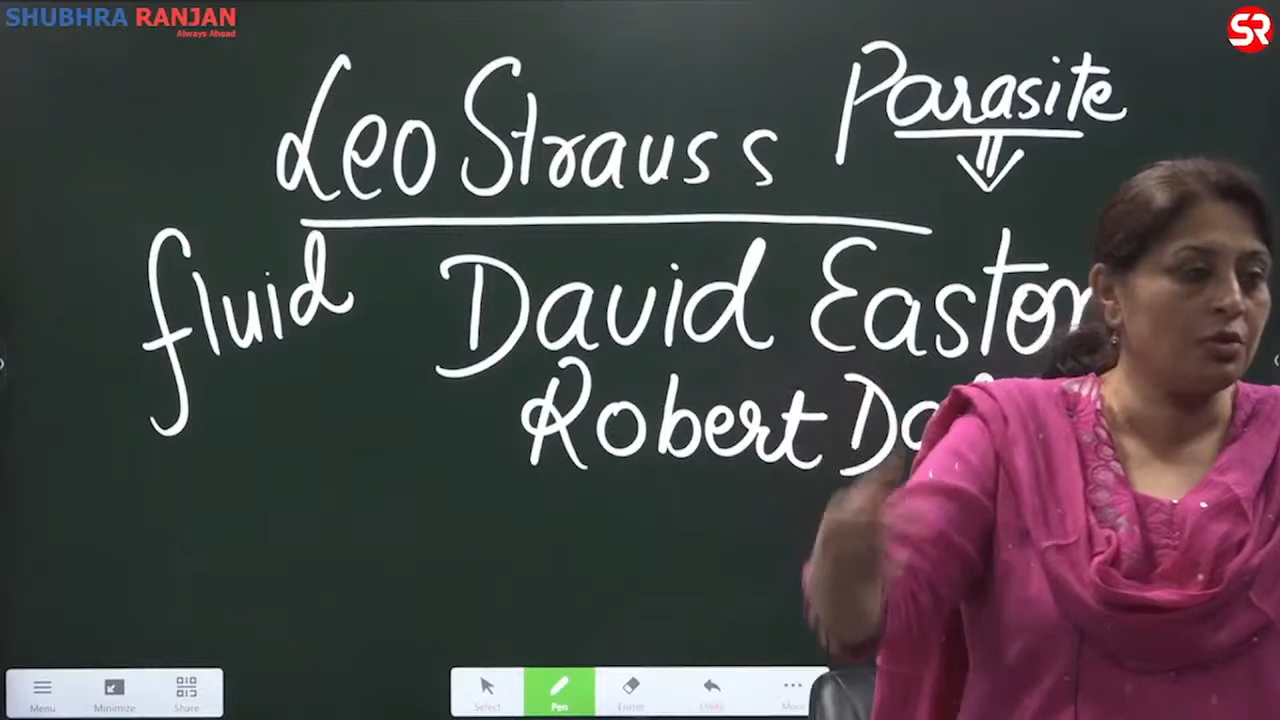 SHUBHRA RANJAN
Always Ahead
SR
Leo Strauss
Parasite
fluid
David Easton
Robert
Menu
Minimize
Share
Select
Pen
Eraser
Undo
More